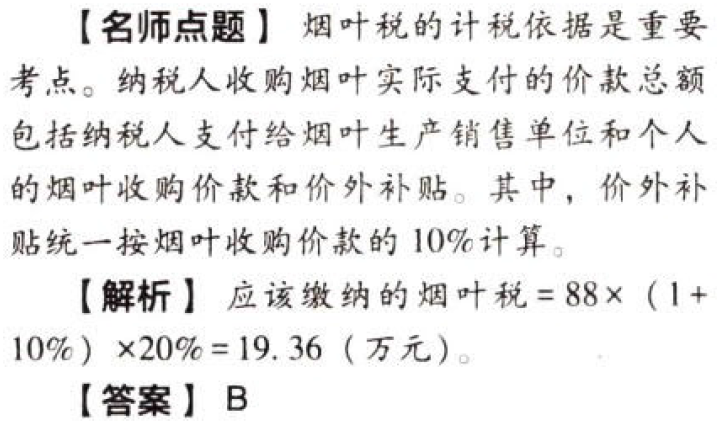 【名师点题】 烟叶税的计税依据是重要
考点。纳税人收购烟叶实际支付的价款总额
包括纳税人支付给烟叶生产销售单位和个人
的烟叶收购价款和价外补贴。其中，价外补
贴统一按烟叶收购价款的 10%计算。
【解析】 应该缴纳的烟叶税=88×（1+
10%）×20%=19.36（万元）。
【答案】 B